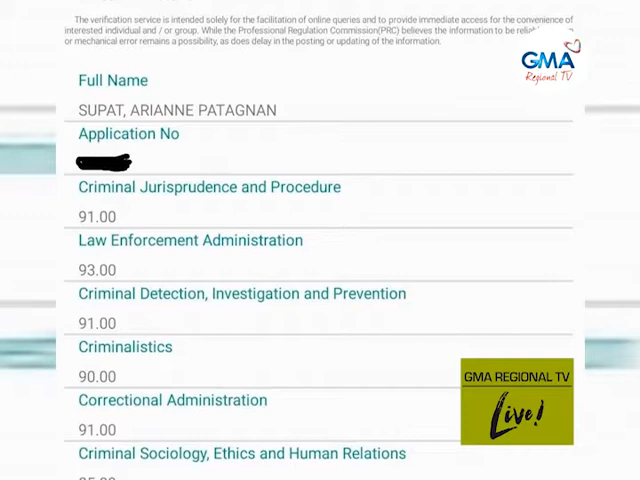 The verification service is intended solely for the facilitation of online queries and to provide immediate access for the convenience of
interested individual and / or group. While the Professional Regulation Commission(PRC) believes the information to be
or mechanical error remains a possibility, as does delay in the posting or updating of the information.
GMA
Regional TV
Full Name
SUPAT, ARIANNE PATAGNAN
Application No
Criminal Jurisprudence and Procedure
91.00
Law Enforcement Administration
93.00
Criminal Detection, Investigation and Prevention
91.00
Criminalistics
90.00
Correctional Administration
91.00
Criminal Sociology, Ethics and Human Relations
GMA REGIONAL TV
Live!